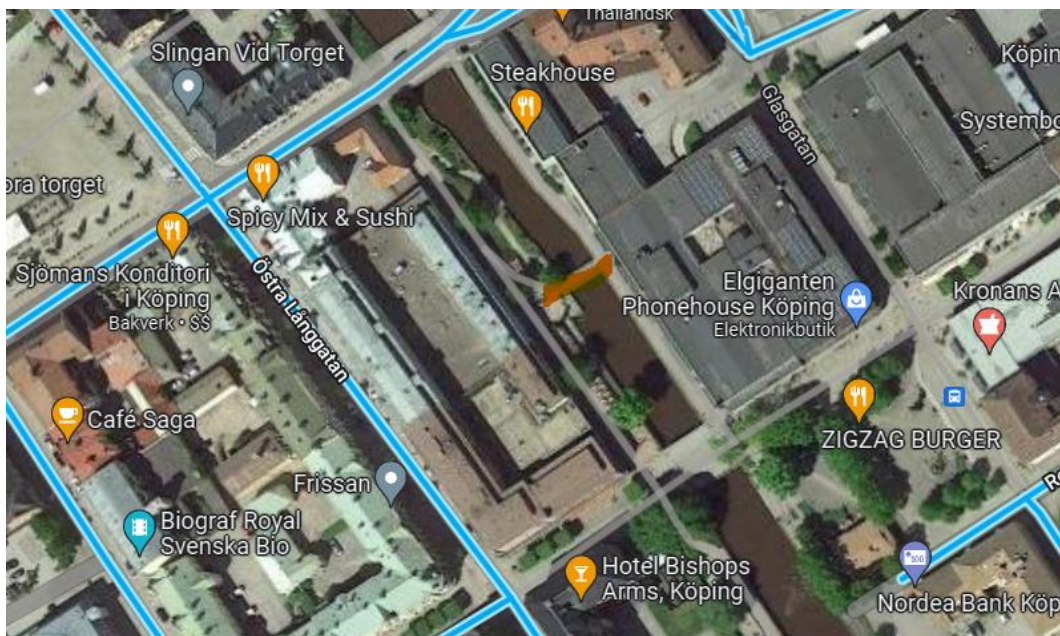 Thailändsk
Slingan Vid Torget
Steakhouse
Köpin
Glasgatan
Systembo
ora torget
Spicy Mix & Sushi
Sjömans Konditori
i Köping
Bakverk • $$
Östra Långgatan
Elgiganten
Phonehouse Köping
Elektronikbutik
Kronans A
Café Saga
ZIGZAG BURGER
Frissan
Biograf Royal
Svenska Bio
Hotel Bishops
Arms, Köping
Nordea Bank Köp